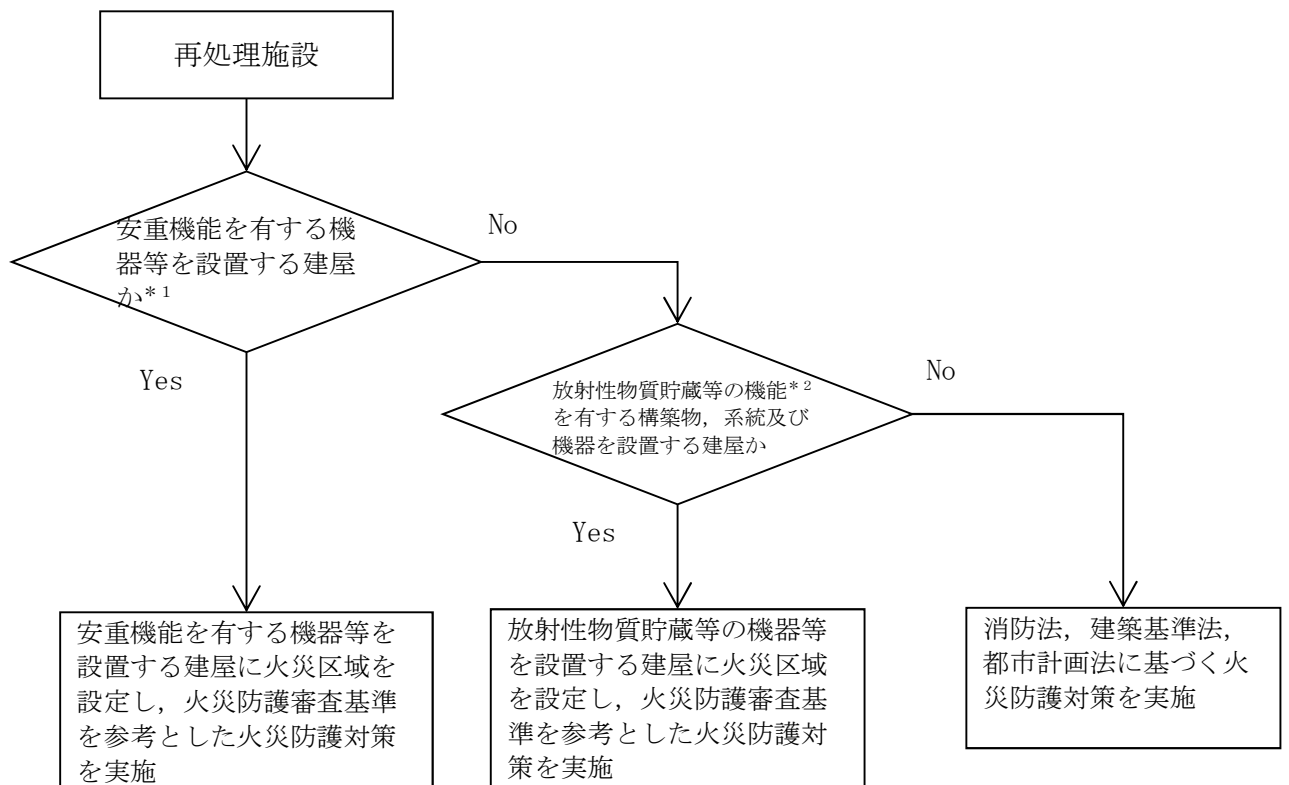 再処理施設
安重機能を有する機
器等を設置する建屋
か*1
No
Yes
放射性物質貯蔵等の機能*2
を有する構築物，系統及び
機器を設置する建屋か
No
Yes
安重機能を有する機器等を
設置する建屋に火災区域を
設定し，火災防護審査基準
を参考とした火災防護対策
を実施
放射性物質貯蔵等の機器等
を設置する建屋に火災区域
を設定し，火災防護審査基
準を参考とした火災防護対
策を実施
消防法，建築基準法，
都市計画法に基づく火
災防護対策を実施